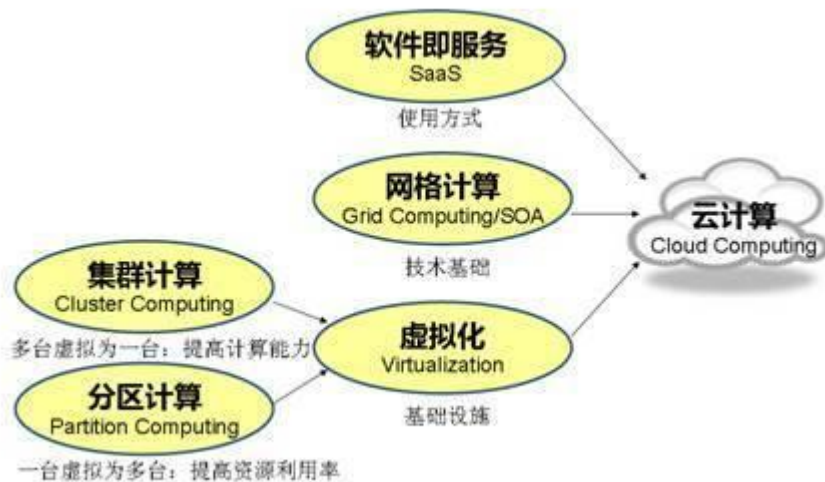 软件即服务
SaaS
使用方式
网格计算
Grid Computing/SOA
技术基础
云计算
Cloud Computing
集群计算
Cluster Computing
多台虚拟为一台：提高计算能力
虚拟化
Virtualization
基础设施
分区计算
Partition Computing
一台虚拟为多台：提高资源利用率